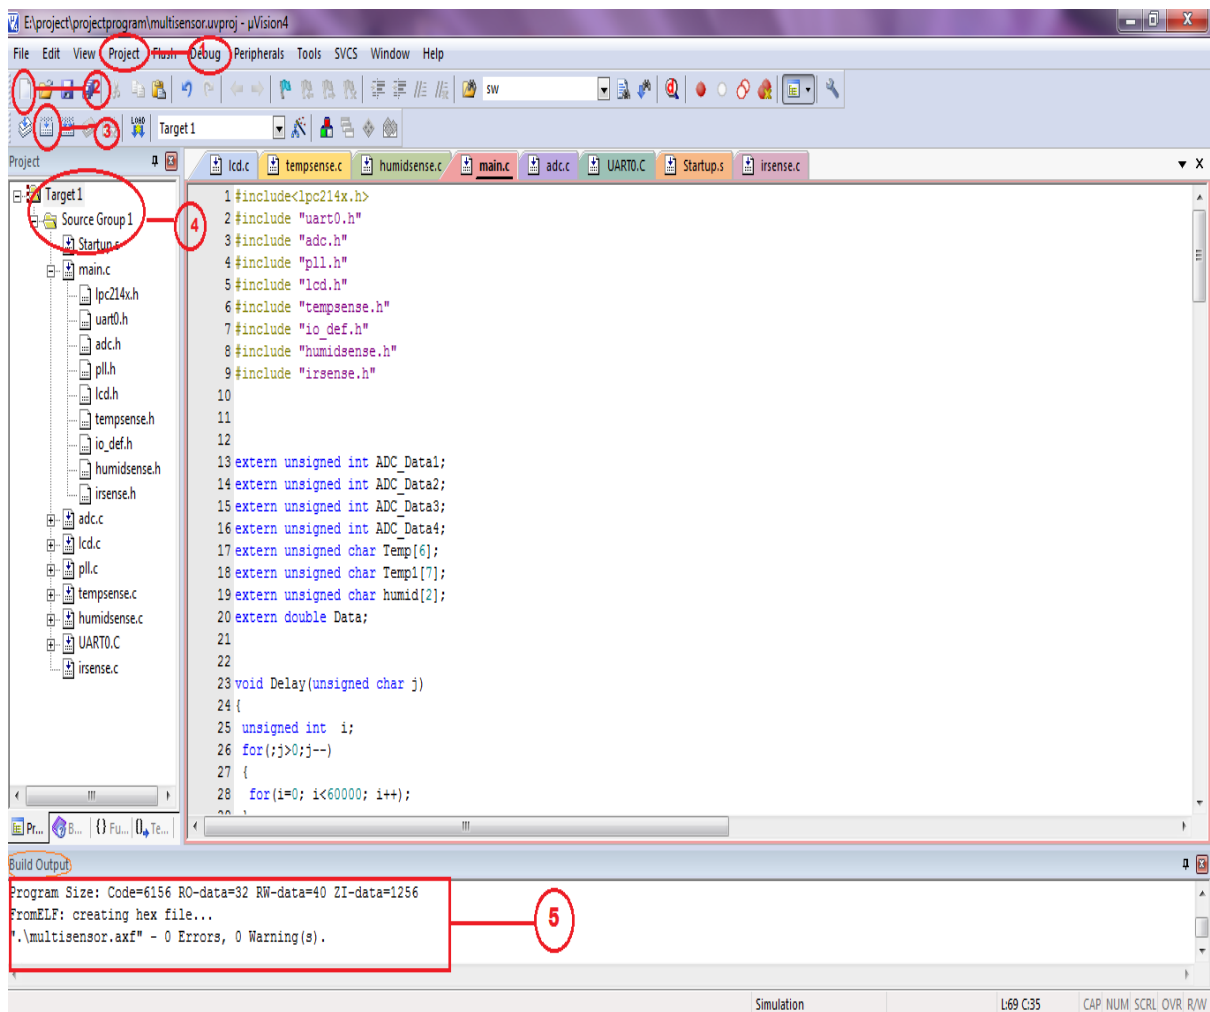 E:\project\projectprogram\multisensor.uvproj - µVision4
File Edit View Project Flash Debug Peripherals Tools SVCS Window Help
1
2
sw
3
LOAD
Target 1
Project
lcd.c tempsense.c humidsense.c main.c adc.c UART0.C Startup.s irsense.c
Target 1
Source Group 1
4
Startup.s
main.c
lpc214x.h
uart0.h
adc.h
pll.h
lcd.h
tempsense.h
io_def.h
humidsense.h
irsense.h
adc.c
lcd.c
pll.c
tempsense.c
humidsense.c
UART0.C
irsense.c
1 #include<lpc214x.h>
2 #include "uart0.h"
3 #include "adc.h"
4 #include "pll.h"
5 #include "lcd.h"
6 #include "tempsense.h"
7 #include "io_def.h"
8 #include "humidsense.h"
9 #include "irsense.h"
10
11
12
13 extern unsigned int ADC_Data1;
14 extern unsigned int ADC_Data2;
15 extern unsigned int ADC_Data3;
16 extern unsigned int ADC_Data4;
17 extern unsigned char Temp[6];
18 extern unsigned char Temp1[7];
19 extern unsigned char humid[2];
20 extern double Data;
21
22
23 void Delay(unsigned char j)
24 {
25 unsigned int i;
26 for(;j>0;j--)
27 {
28 for(i=0; i<60000; i++);
Pr... B... {} Fu... 0 Te...
Build Output
Program Size: Code=6156 RO-data=32 RW-data=40 ZI-data=1256
FromELF: creating hex file...
".\multisensor.axf" - 0 Errors, 0 Warning(s).
5
Simulation L:69 C:35 CAP NUM SCRL OVR R/W